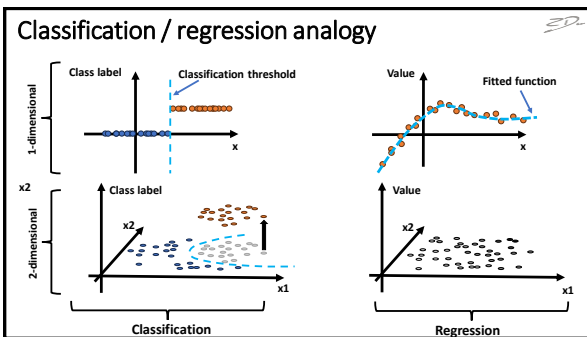 Classification / regression analogy
Class label
Classification threshold
Value
Fitted function
1-dimensional
x
x
x2
Class label
Value
2-dimensional
x2
x2
x1
x1
Classification
Regression